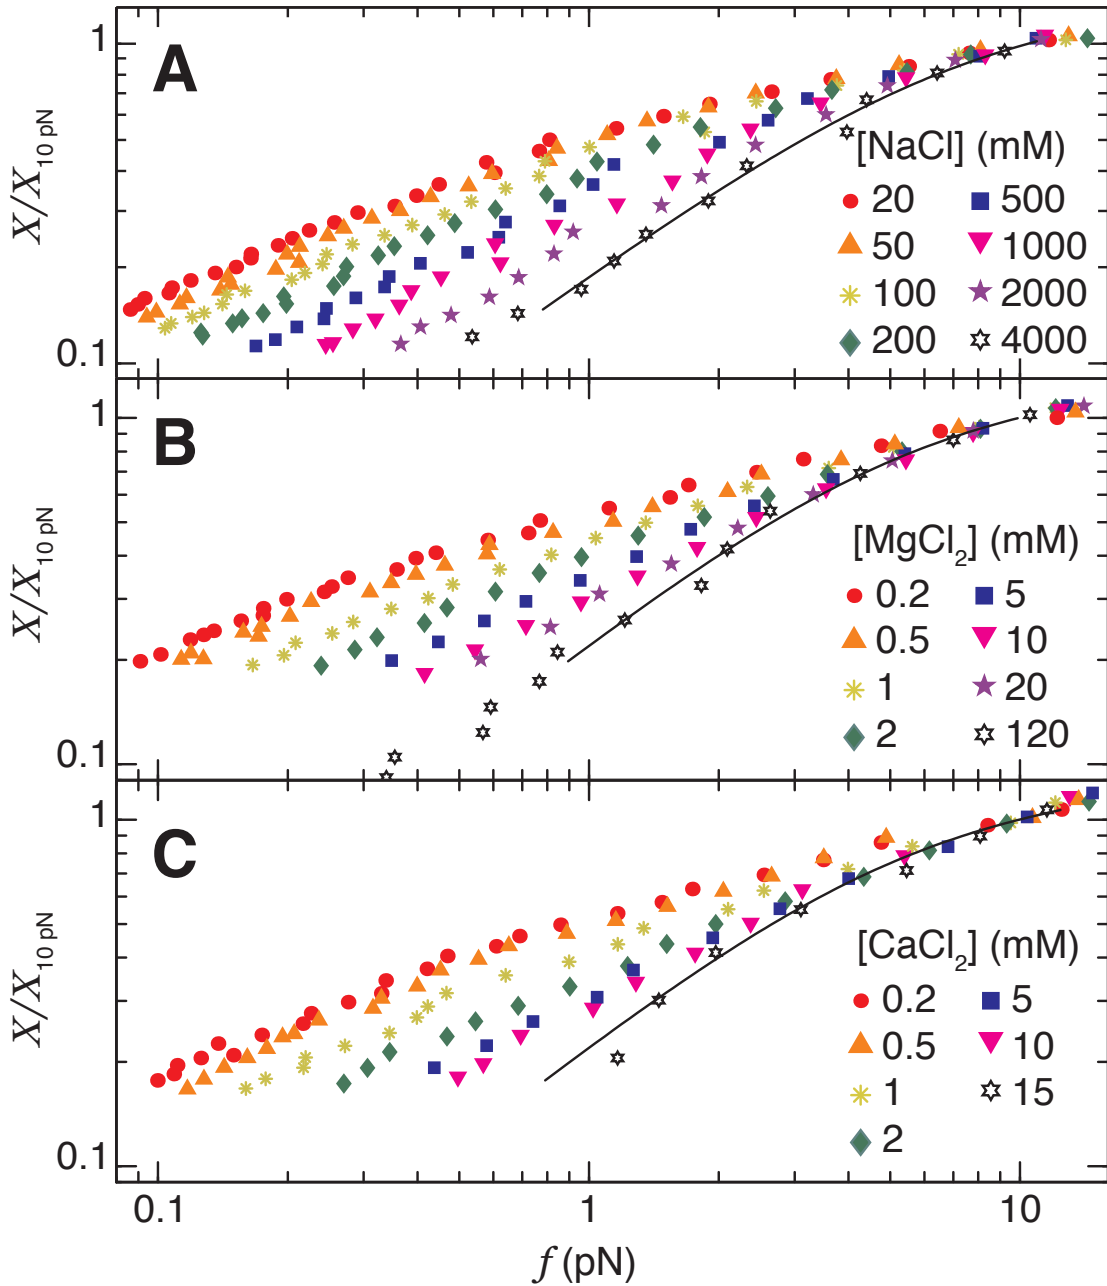 A
1
0.1
X/X10 pN
[NaCl] (mM)
20 500
50 1000
100 2000
200 4000
B
1
0.1
X/X10 pN
[MgCl2] (mM)
0.2 5
0.5 10
1 20
2 120
C
1
0.1
X/X10 pN
[CaCl2] (mM)
0.2 5
0.5 10
1 15
2
0.1 1 10
f (pN)